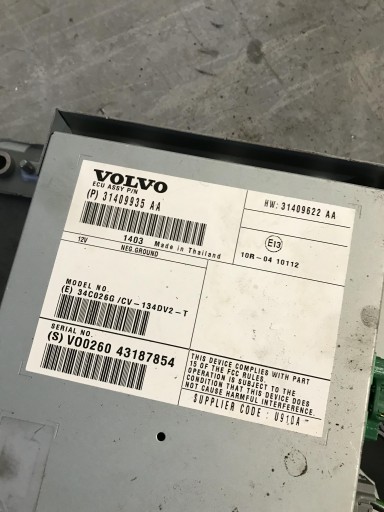 VOLVO
ECU ASSY P/N
(P) 31409935 AA
HW: 31409622 AA
1403 Made in Thailand
12V
NEG.GROUND
E13
10R-04 10112
MODEL NO.
(E) 34C026G /CV-134DV2-T
SERIAL NO.
(S) VO0260 43187854
THIS DEVICE COMPLIES WITH PART
15 OF THE FCC RULES.
OPERATION IS SUBJECT TO THE
CONDITION THAT THIS DEVICE DOES
NOT CAUSE HARMFUL INTERFERENCE.
SUPPLIER CODE : U910A